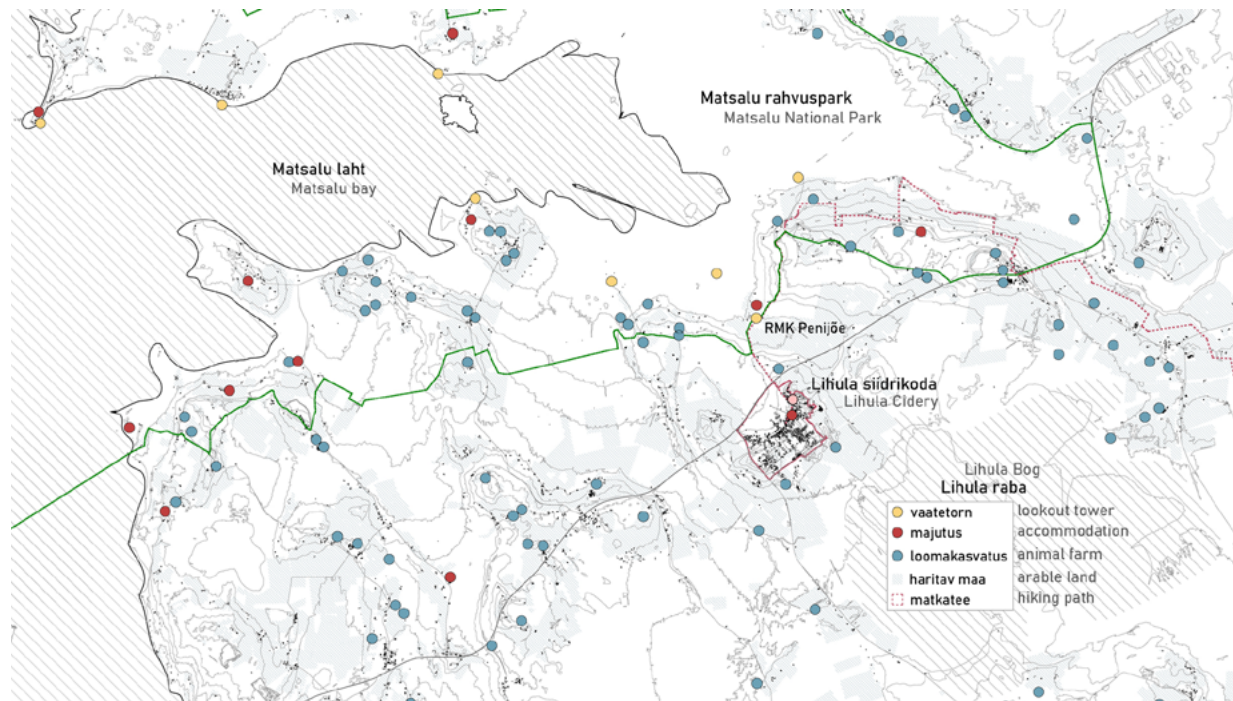 Matsalu rahvuspark
Matsalu National Park
Matsalu laht
Matsalu bay
RMK Penijõe
Lihula siidrikoda
Lihula Cidery
Lihula Bog
Lihula raba
vaatetorn lookout tower
majutus accommodation
loomakasvatus animal farm
haritav maa arable land
matkatee hiking path